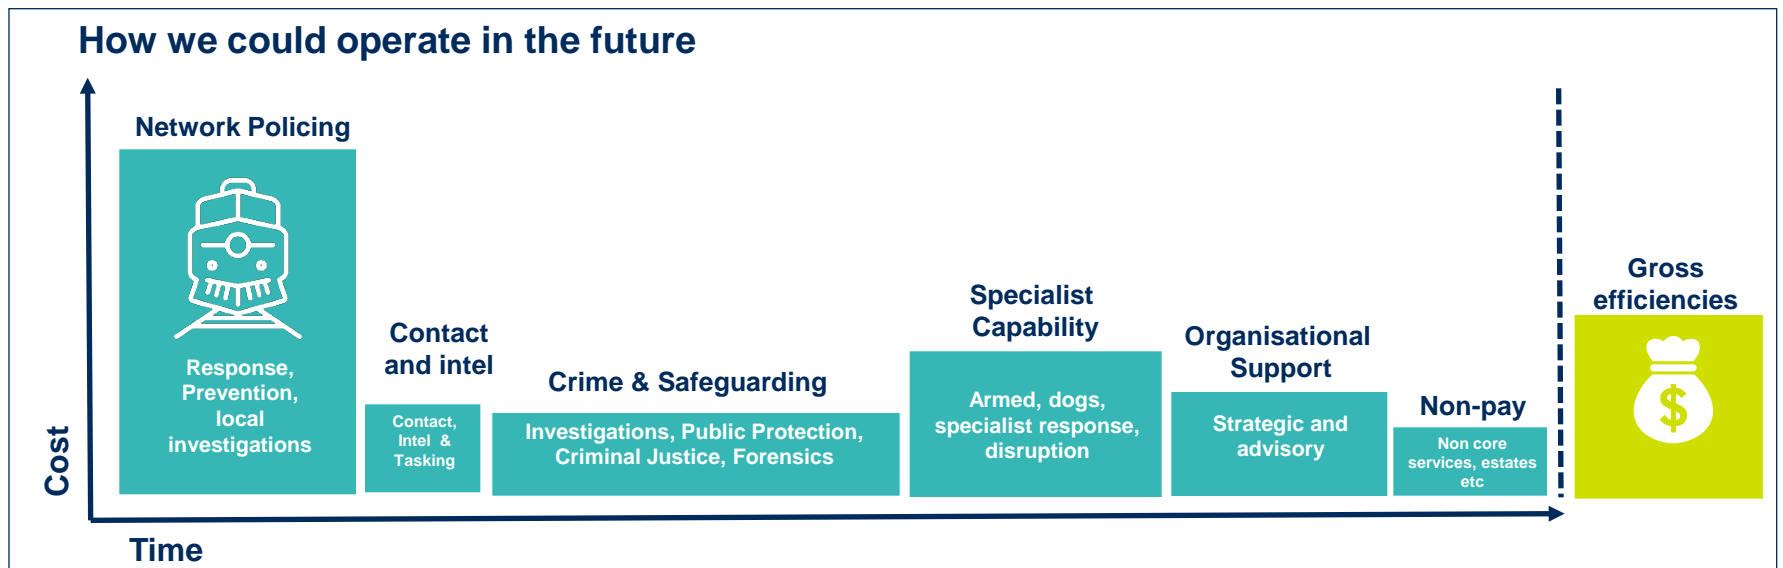 How we could operate in the future
Network Policing
Response,
Prevention,
local
investigations
Contact
and intel
Contact,
Intel &
Tasking
Crime & Safeguarding
Investigations, Public Protection,
Criminal Justice, Forensics
Specialist
Capability
Armed, dogs,
specialist response,
disruption
Organisational
Support
Strategic and
advisory
Non-pay
Non core
services, estates
etc
Gross
efficiencies
$
Cost
Time